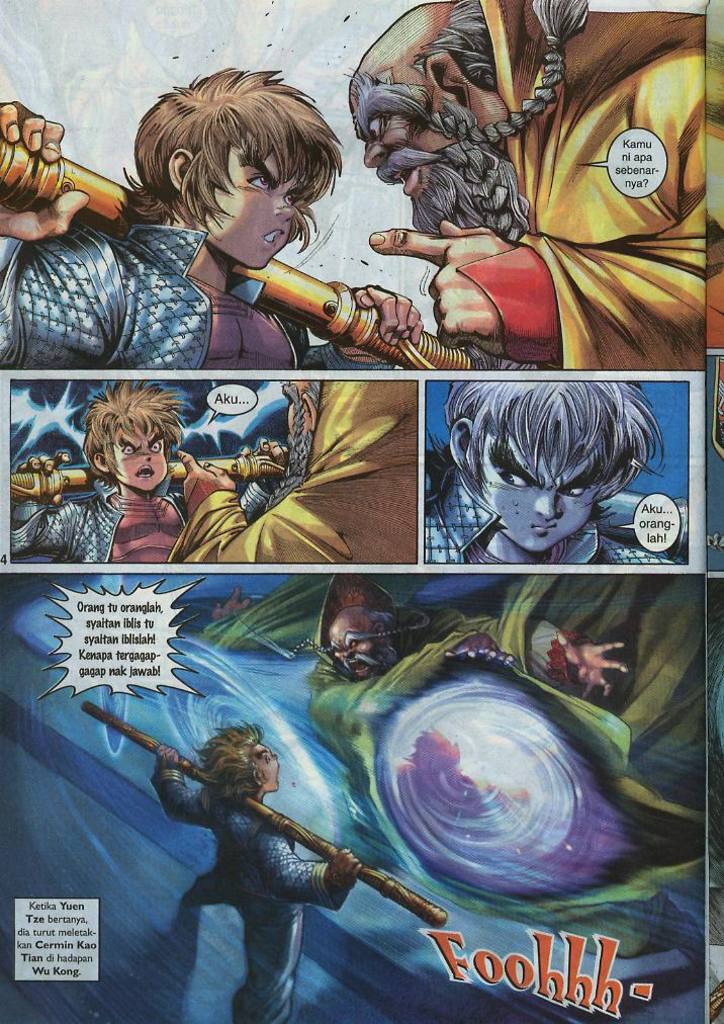 Kamu
ni apa
sebenar-
nya?
Aku...
Aku...
orang-
lah!
4
Orang tu oranglah,
syaitan iblis tu
syaitan iblislah!
Kenapa tergagap-
gagap nak jawab!
Ketika Yuen
Tze bertanya,
dia turut meletak-
kan Cermin Kao
Tian di hadapan
Wu Kong.
Foohhh-